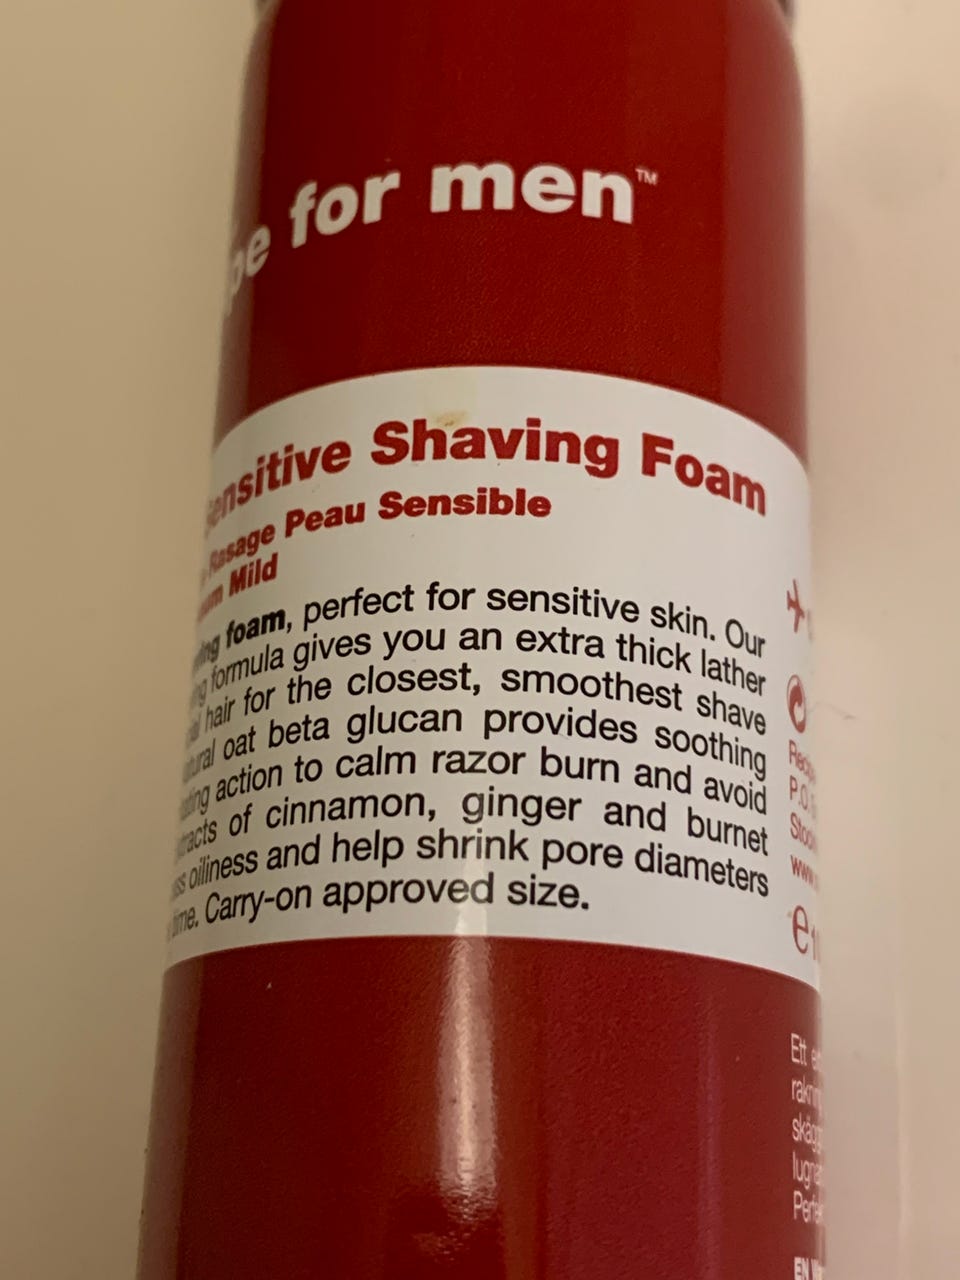 for men™
Sensitive Shaving Foam
Rasage Peau Sensible
Mild
foam, perfect for sensitive skin. Our
formula gives you an extra thick lather
hair for the closest, smoothest shave
oat beta glucan provides soothing
action to calm razor burn and avoid
of cinnamon, ginger and burnet
oiliness and help shrink pore diameters
time. Carry-on approved size.
P.O.
www.
e
Ett
EN